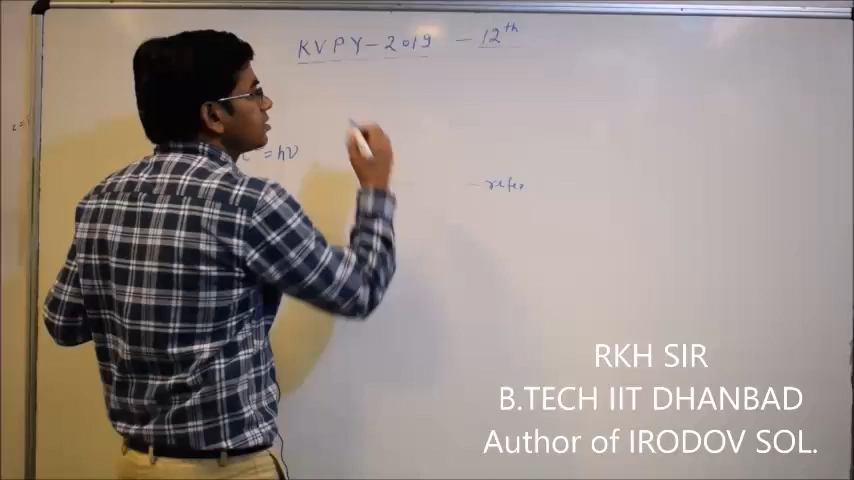 KVPY-2019 - 12th
= hν
- refer
RKH SIR
B.TECH IIT DHANBAD
Author of IRODOV SOL.